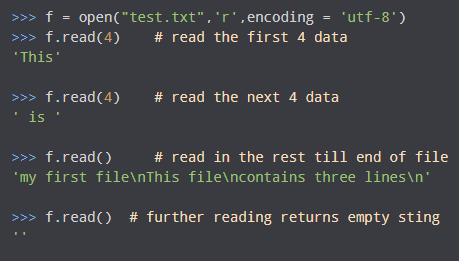 >>> f = open("test.txt",'r',encoding = 'utf-8')
>>> f.read(4)    # read the first 4 data
'This'
>>> f.read(4)    # read the next 4 data
' is '
>>> f.read()     # read in the rest till end of file
'my first file\nThis file\ncontains three lines\n'
>>> f.read()  # further reading returns empty sting
''